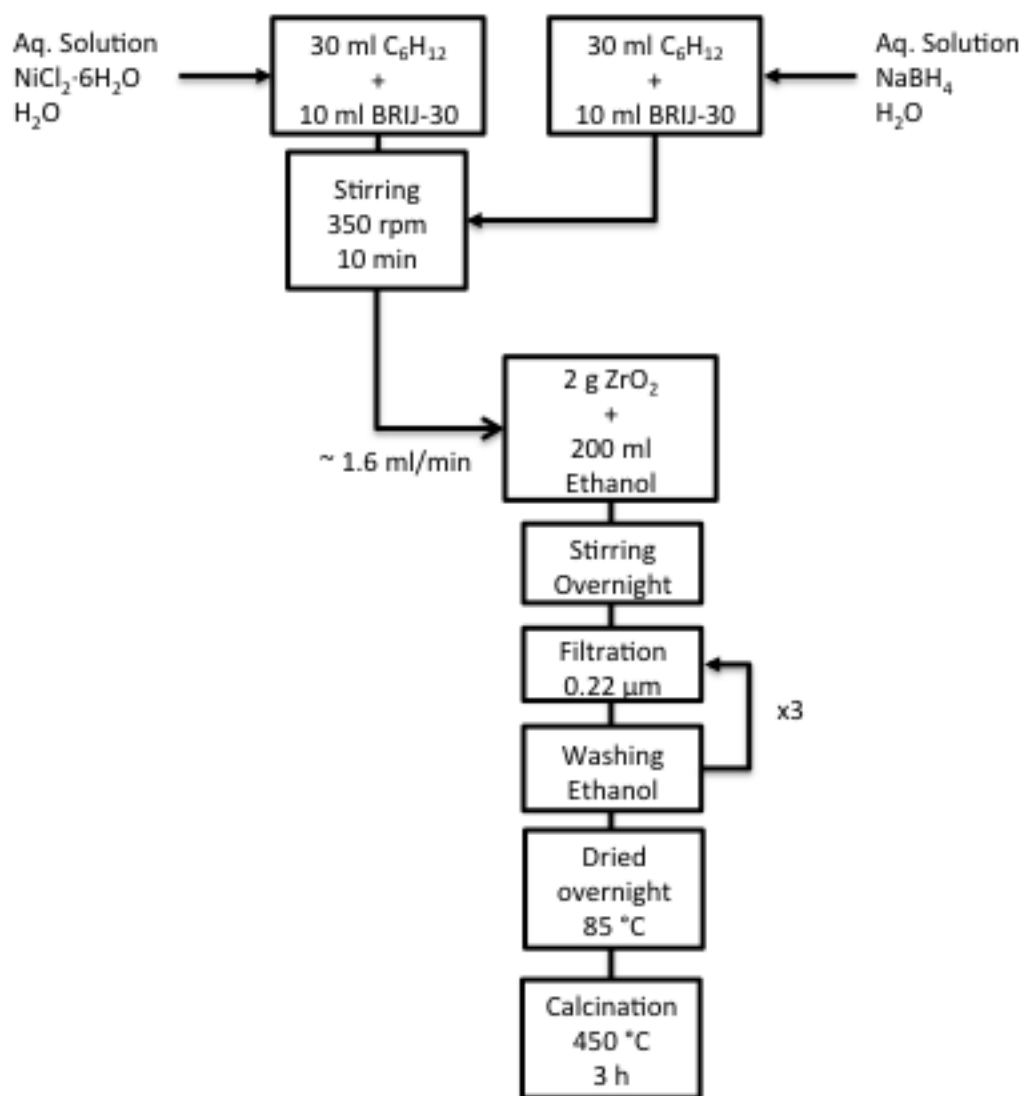 Aq. Solution
NiCl₂·6H₂O
H₂O
30 ml C₆H₁₂
+
10 ml BRIJ-30
30 ml C₆H₁₂
+
10 ml BRIJ-30
Aq. Solution
NaBH₄
H₂O
Stirring
350 rpm
10 min
~ 1.6 ml/min
2 g ZrO₂
+
200 ml
Ethanol
Stirring
Overnight
Filtration
0.22 μm
x3
Washing
Ethanol
Dried
overnight
85 °C
Calcination
450 °C
3 h